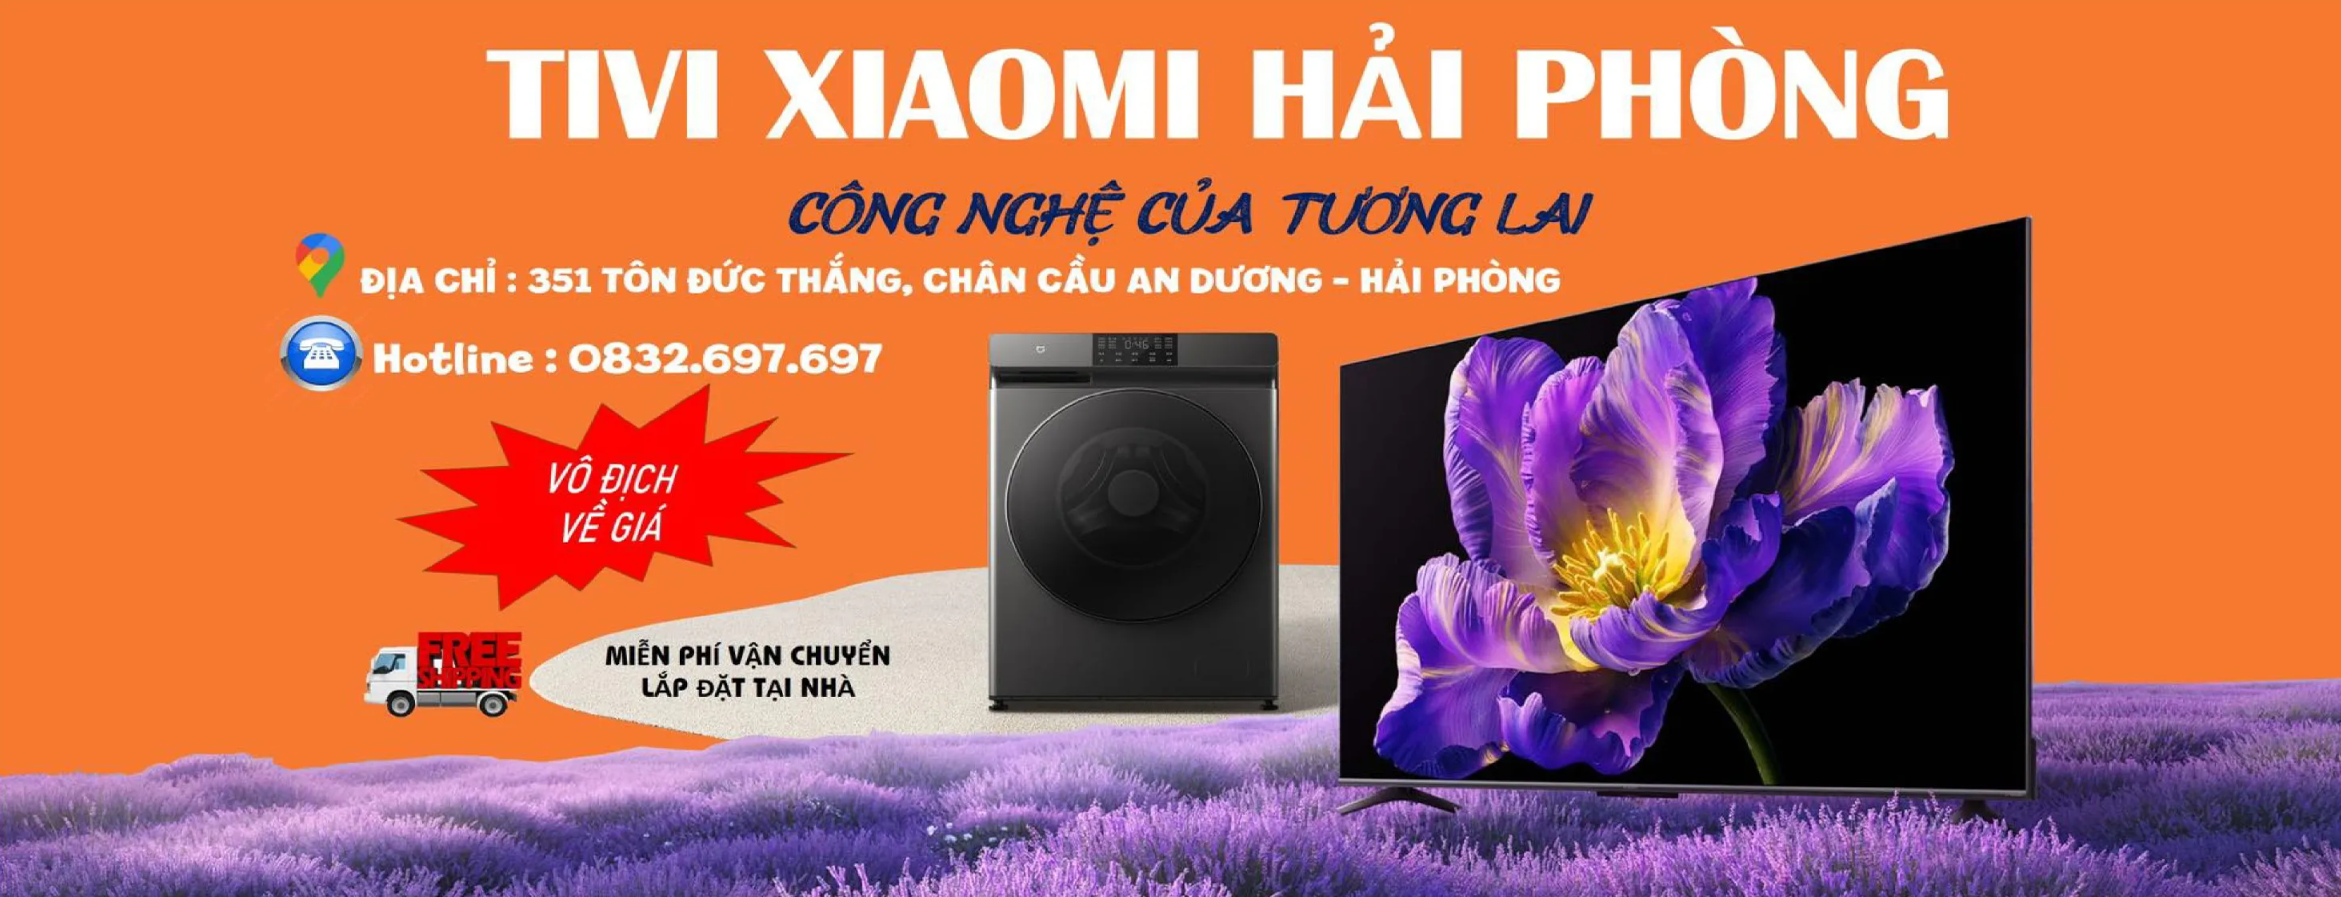 TIVI XIAOMI HẢI PHÒNG
CÔNG NGHỆ CỦA TƯƠNG LAI
ĐỊA CHỈ : 351 TÔN ĐỨC THẮNG, CHÂN CẦU AN DƯƠNG - HẢI PHÒNG
Hotline : 0832.697.697
VÔ ĐỊCH
VỀ GIÁ
FREE
SHIPPING
MIỄN PHÍ VẬN CHUYỂN
LẮP ĐẶT TẠI NHÀ
0:46